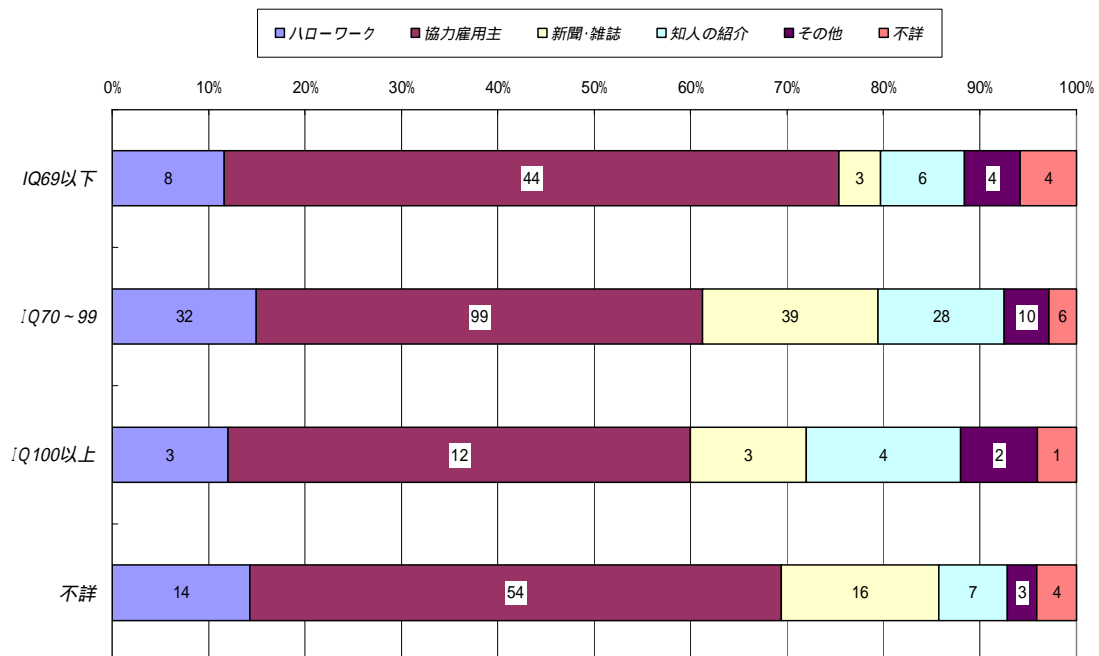 ハローワーク 協力雇用主 新聞・雑誌 知人の紹介 その他 不詳
0% 10% 20% 30% 40% 50% 60% 70% 80% 90% 100%
IQ69以下 8 44 3 6 4 4
IQ70~99 32 99 39 28 10 6
IQ100以上 3 12 3 4 2 1
不詳 14 54 16 7 3 4